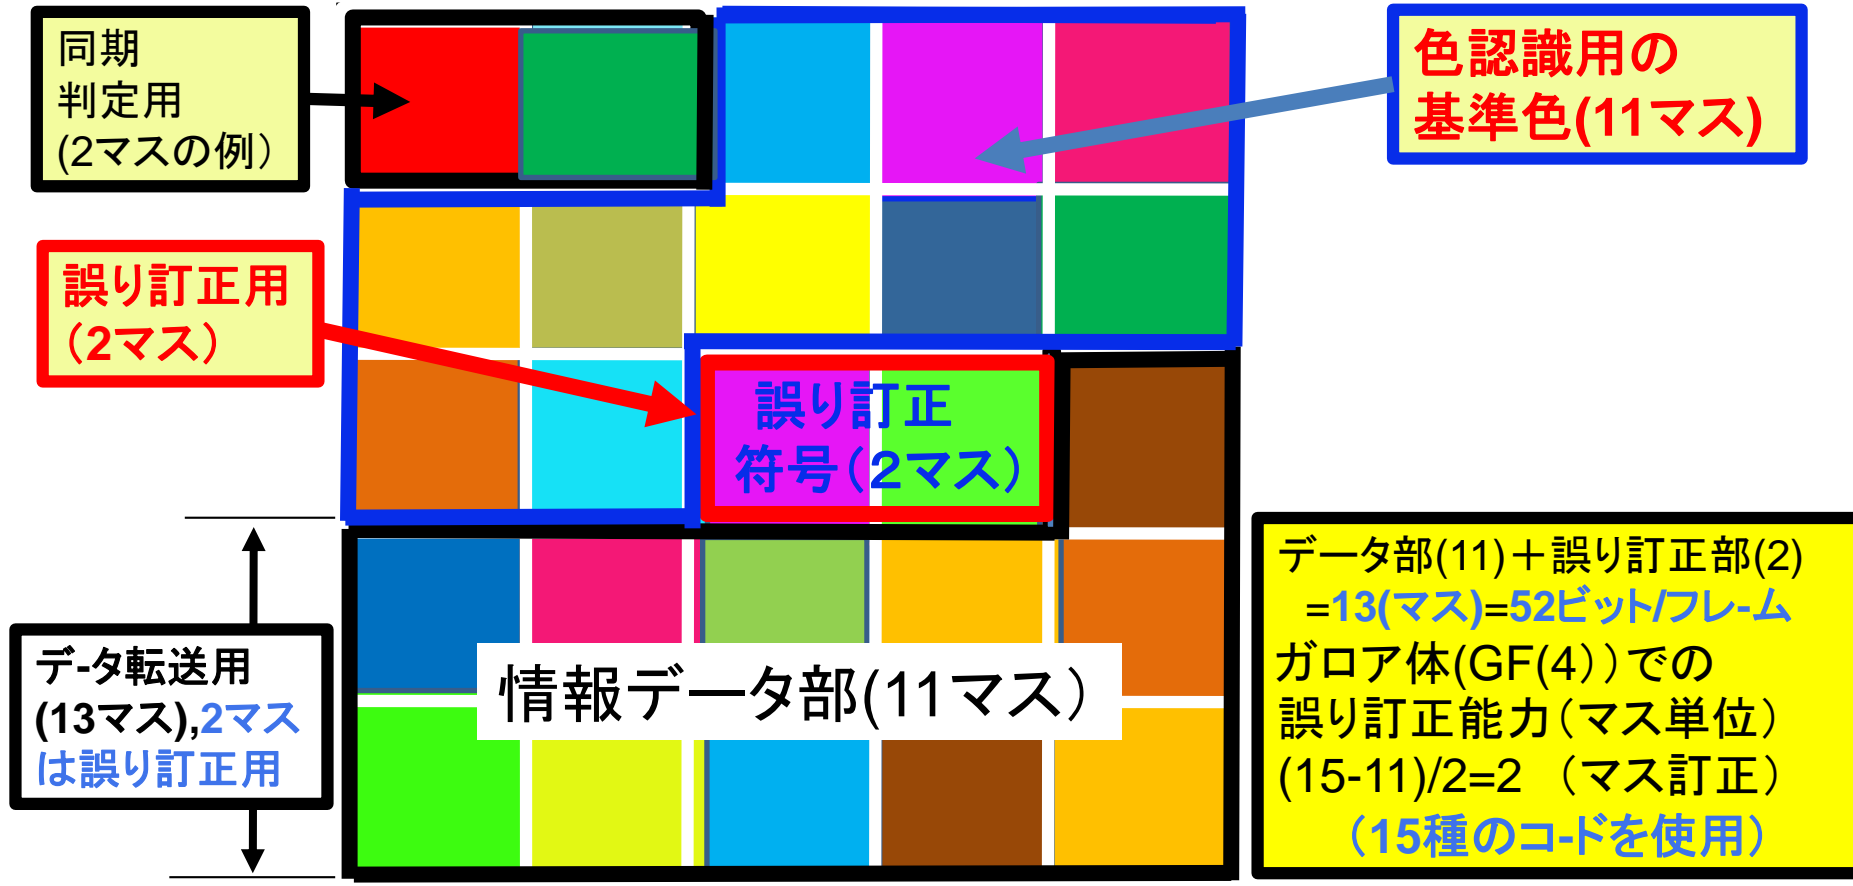 同期
判定用
(2マスの例）
色認識用の
基準色(11マス)
誤り訂正用
（2マス）
誤り訂正
符号（２マス）
データ転送用
(13マス),2マス
は誤り訂正用
情報データ部(11マス）
データ部(11)＋誤り訂正部(2)
=13(マス)=52ビット/フレ-ム
ガロア体(GF(4)）での
誤り訂正能力（マス単位）
(15-11)/2=2 （マス訂正）
（15種のコ-ドを使用）